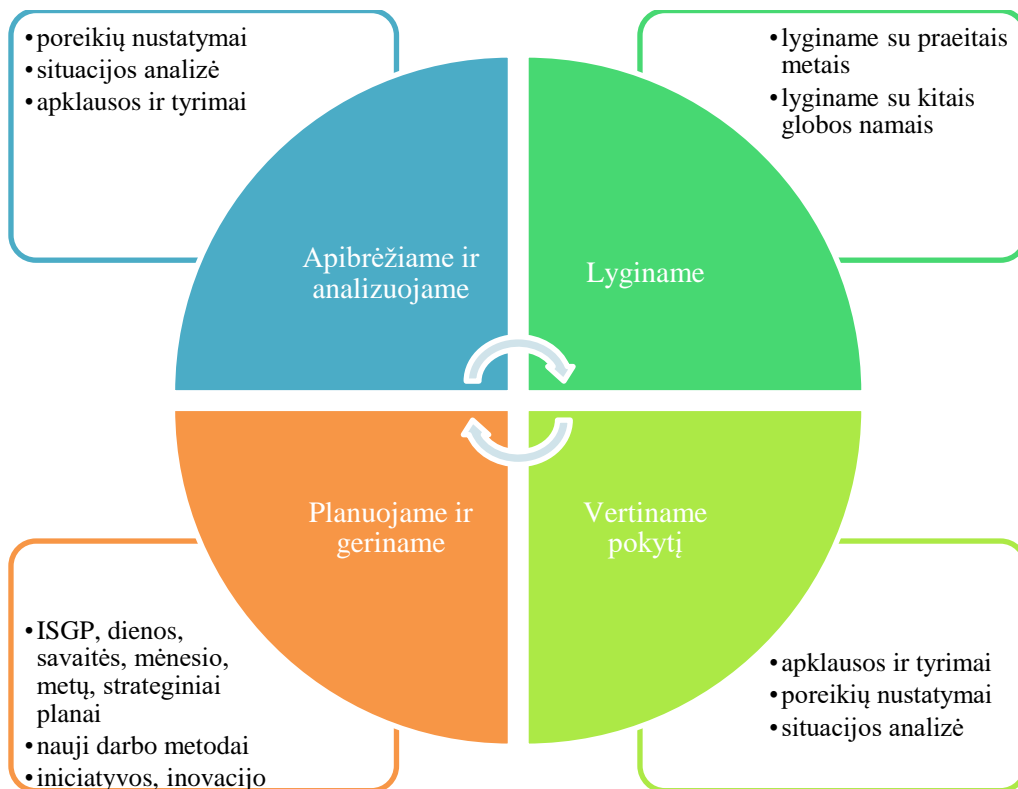 •poreikių nustatymai
•situacijos analizė
•apklausos ir tyrimai
•lyginame su praeitais
metais
•lyginame su kitais
globos namais
Apibrėžiame ir
analizuojame
Lyginame
Planuojame ir
geriname
Vertiname
pokytį
•ISGP, dienos,
savaitės, mėnesio,
metų, strateginiai
planai
•nauji darbo metodai
•iniciatyvos, inovacijo
•apklausos ir tyrimai
•poreikių nustatymai
•situacijos analizė